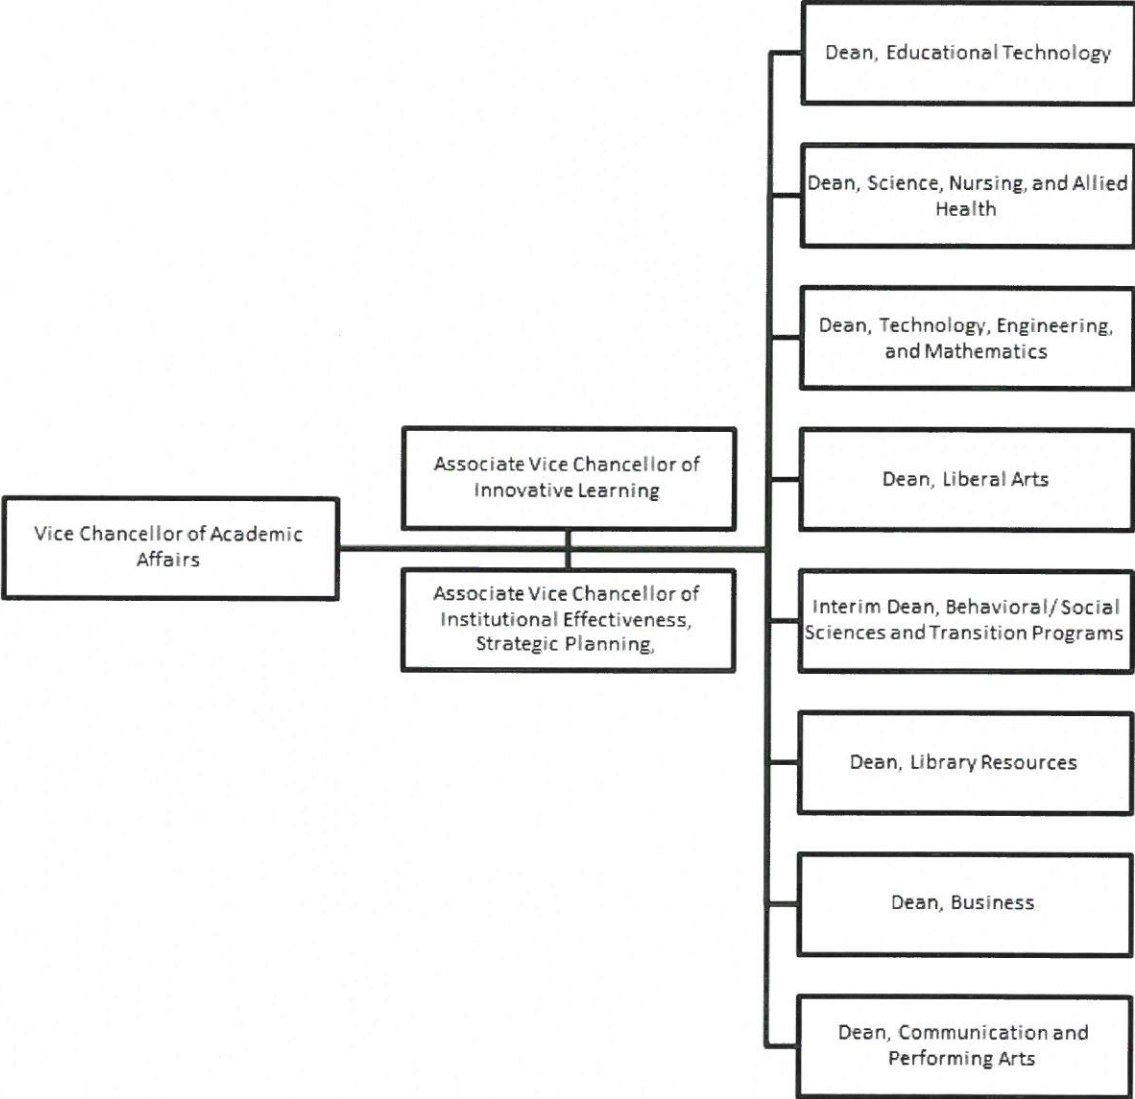 Dean, Educational Technology
Dean, Science, Nursing, and Allied
Health
Dean, Technology, Engineering,
and Mathematics
Associate Vice Chancellor of
Innovative Learning
Dean, Liberal Arts
Vice Chancellor of Academic
Affairs
Associate Vice Chancellor of
Institutional Effectiveness,
Strategic Planning,
Interim Dean, Behavioral/ Social
Sciences and Transition Programs
Dean, Library Resources
Dean, Business
Dean, Communication and
Performing Arts